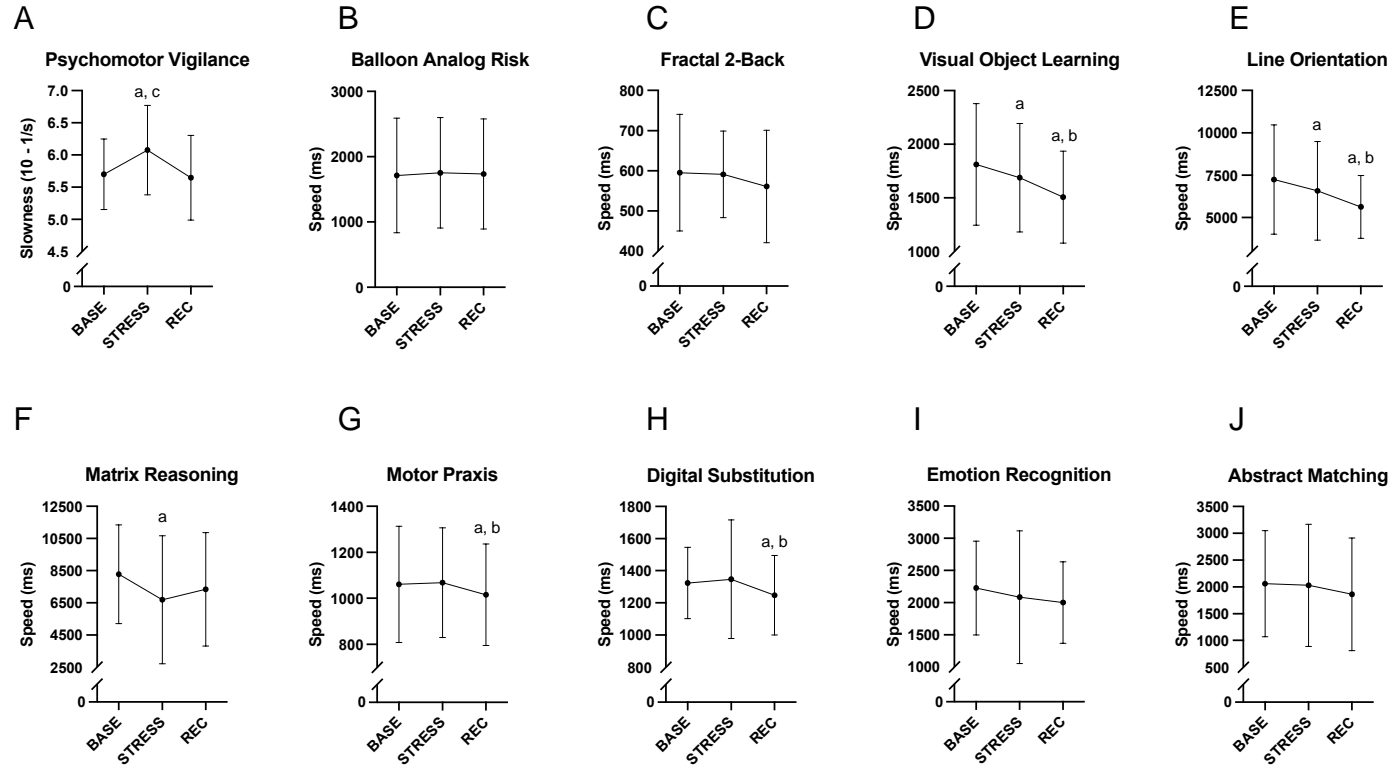 A
Psychomotor Vigilance
Slowness (10 - 1/s)
7.0
6.5
6.0
5.5
5.0
4.5
0
a, c
BASE
STRESS
REC
B
Balloon Analog Risk
Speed (ms)
3000
2000
1000
0
BASE
STRESS
REC
C
Fractal 2-Back
Speed (ms)
800
700
600
500
400
0
BASE
STRESS
REC
D
Visual Object Learning
Speed (ms)
2500
2000
1500
1000
0
a
a, b
BASE
STRESS
REC
E
Line Orientation
Speed (ms)
12500
10000
7500
5000
0
a
a, b
BASE
STRESS
REC
F
Matrix Reasoning
Speed (ms)
12500
10500
8500
6500
4500
2500
0
a
BASE
STRESS
REC
G
Motor Praxis
Speed (ms)
1400
1200
1000
800
0
a, b
BASE
STRESS
REC
H
Digital Substitution
Speed (ms)
1800
1600
1400
1200
1000
800
0
a, b
BASE
STRESS
REC
I
Emotion Recognition
Speed (ms)
3500
3000
2500
2000
1500
1000
0
BASE
STRESS
REC
J
Abstract Matching
Speed (ms)
3500
3000
2500
2000
1500
1000
500
0
BASE
STRESS
REC